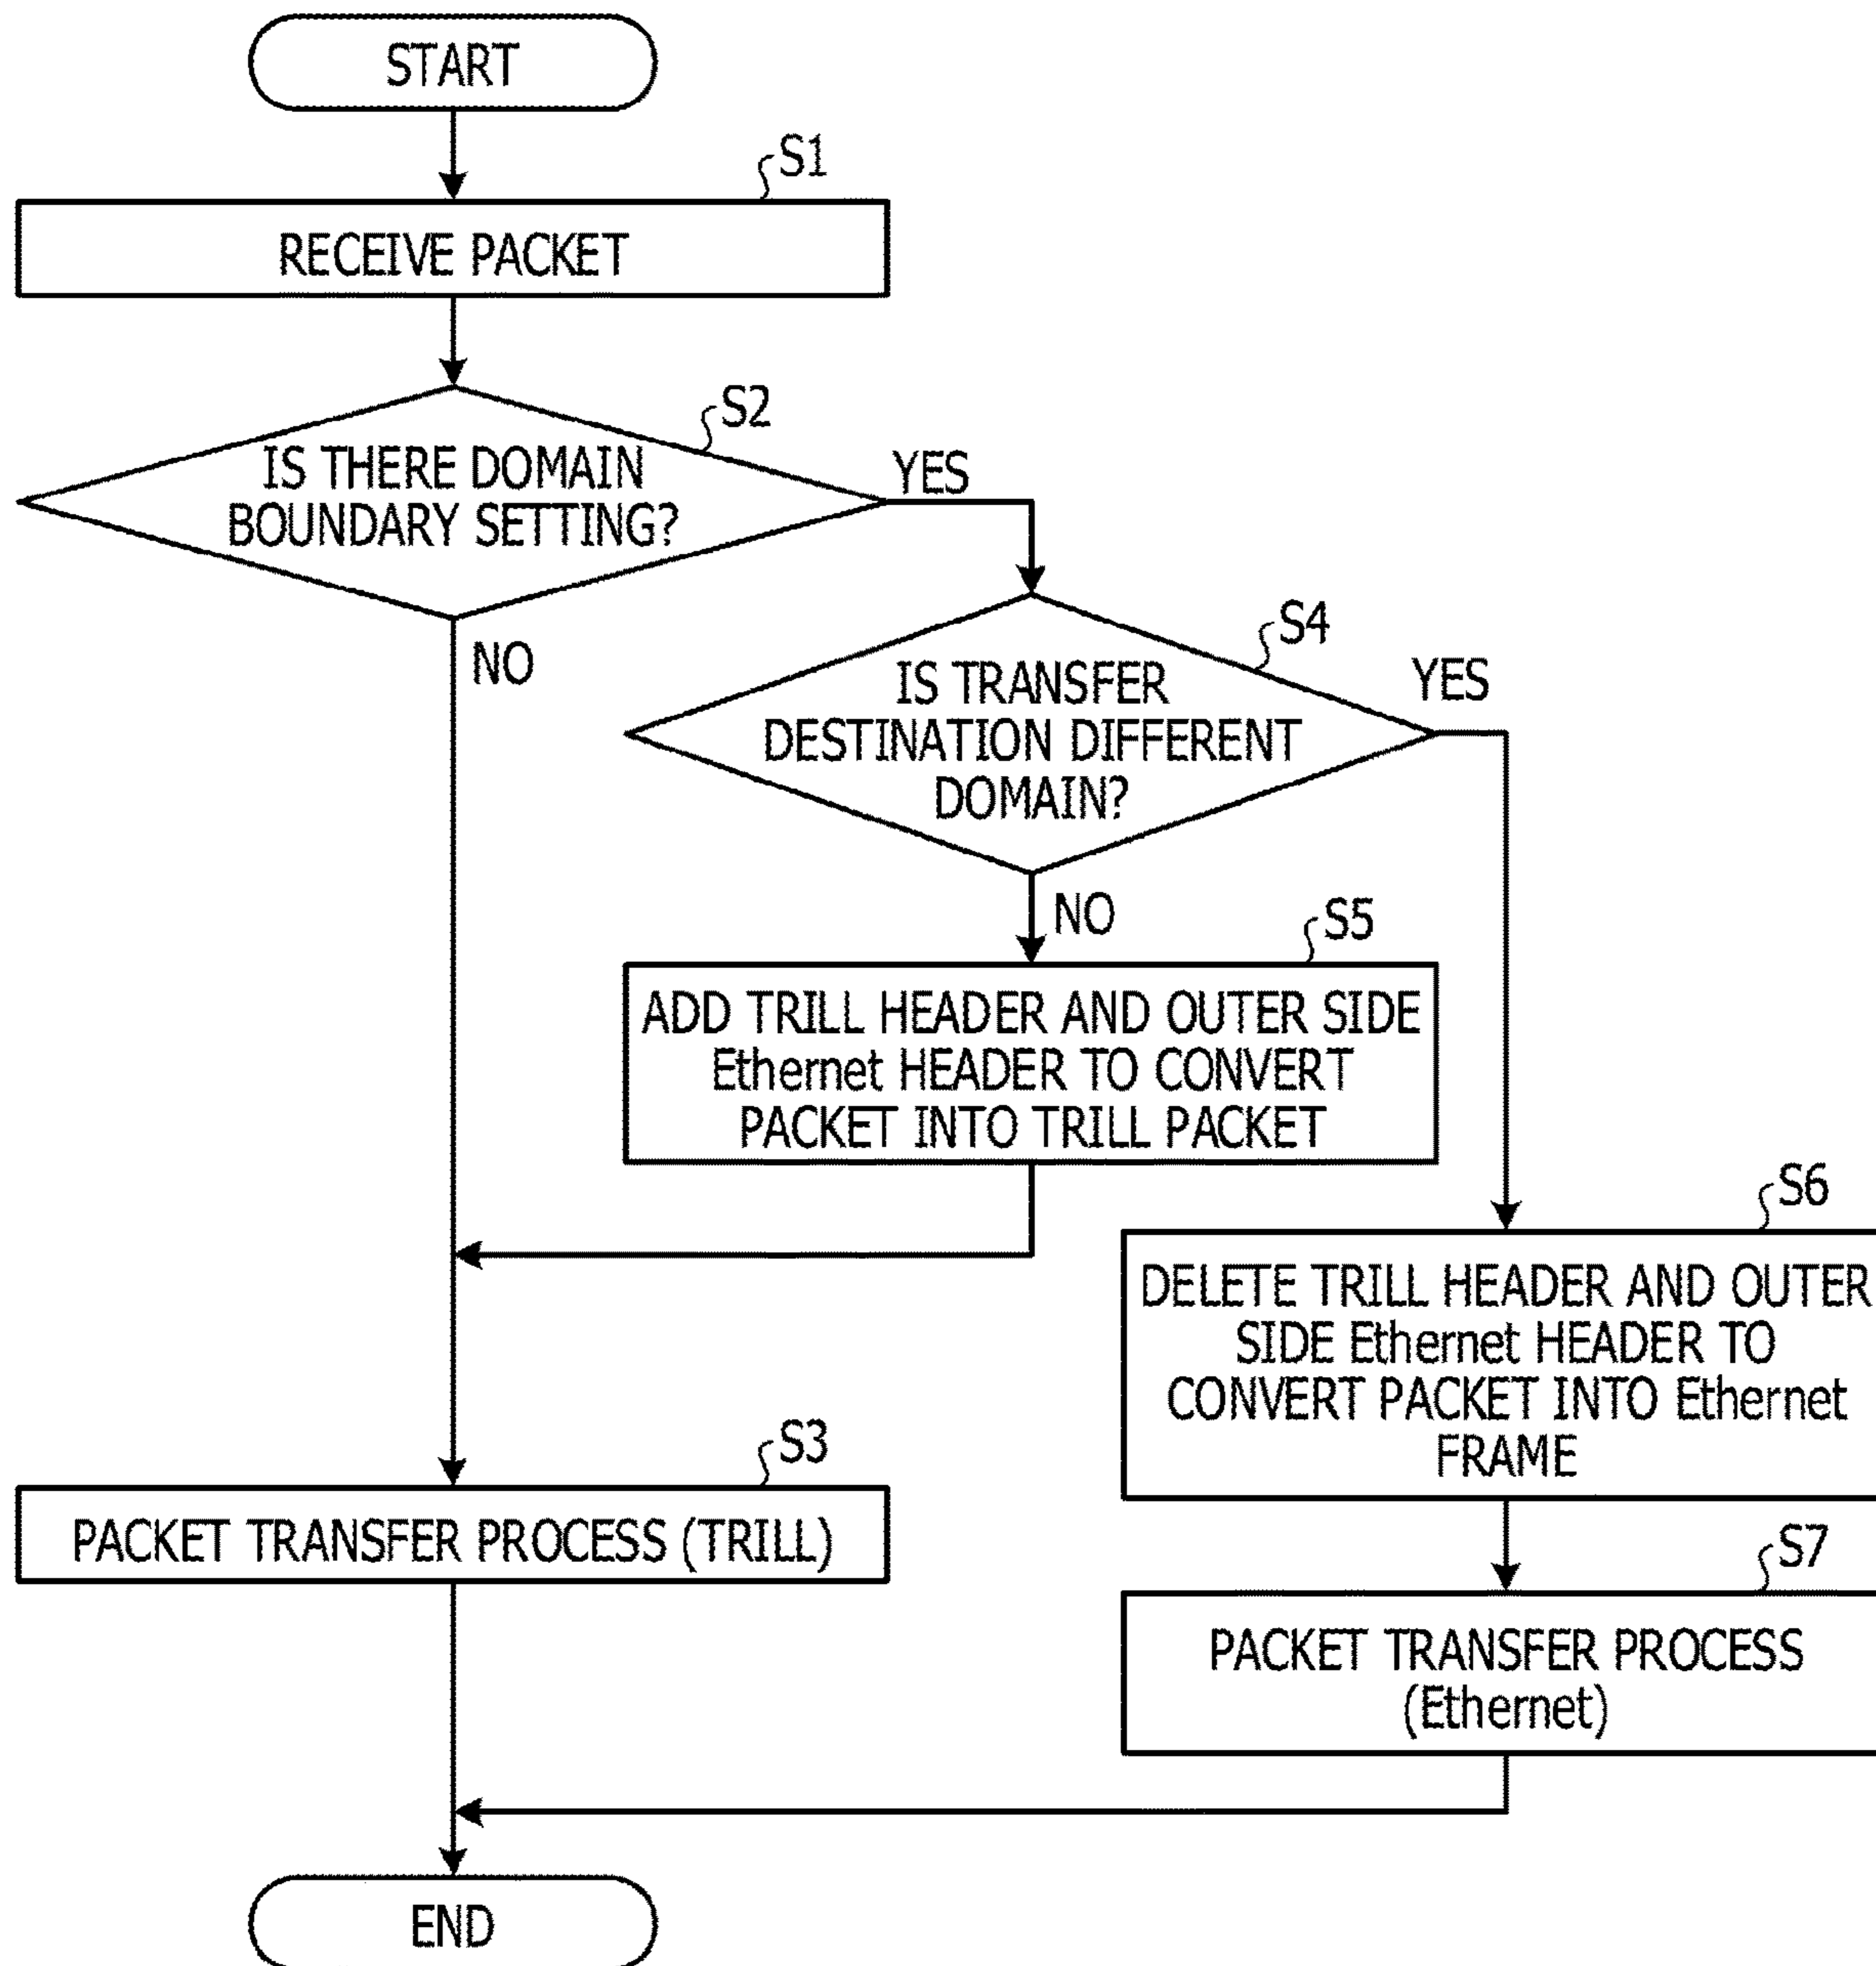 START
S1
RECEIVE PACKET
S2
IS THERE DOMAIN
BOUNDARY SETTING?
YES
NO
S4
IS TRANSFER
DESTINATION DIFFERENT
DOMAIN?
YES
NO
S5
ADD TRILL HEADER AND OUTER SIDE
Ethernet HEADER TO CONVERT
PACKET INTO TRILL PACKET
S6
DELETE TRILL HEADER AND OUTER
SIDE Ethernet HEADER TO
CONVERT PACKET INTO Ethernet
FRAME
S3
PACKET TRANSFER PROCESS (TRILL)
S7
PACKET TRANSFER PROCESS
(Ethernet)
END